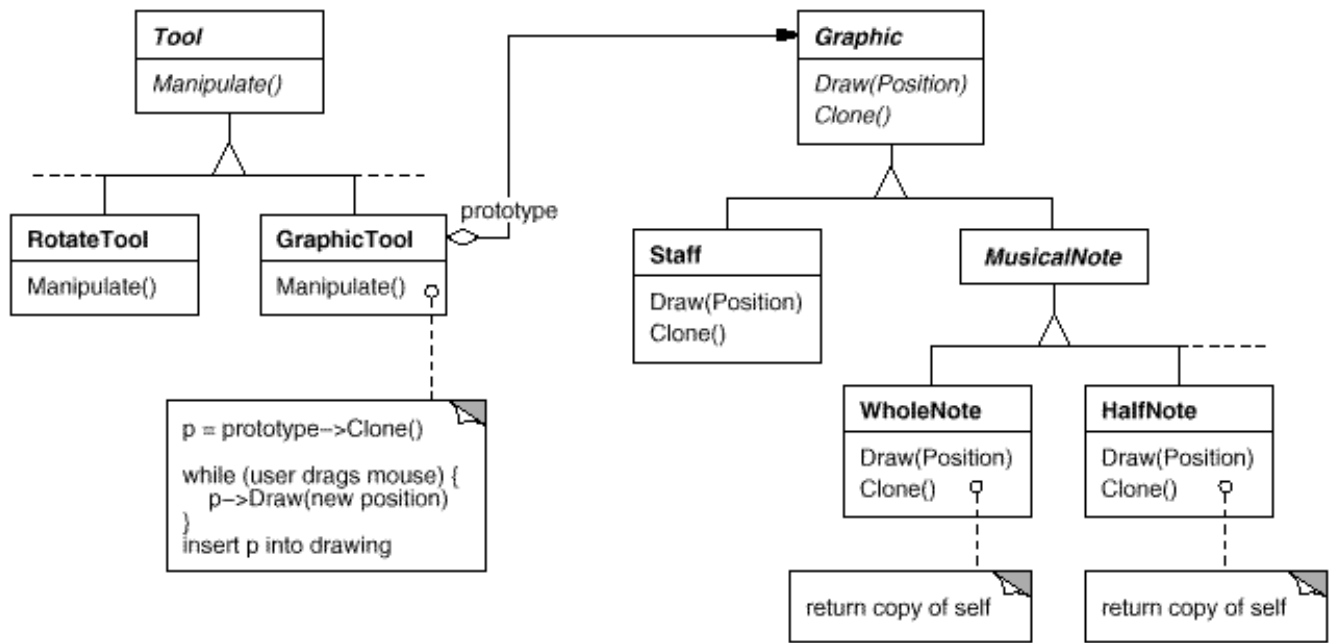 Tool
Manipulate()
Graphic
Draw(Position)
Clone()
prototype
RotateTool
Manipulate()
GraphicTool
Manipulate()
Staff
Draw(Position)
Clone()
MusicalNote
WholeNote
Draw(Position)
Clone()
HalfNote
Draw(Position)
Clone()
p = prototype–>Clone()
while (user drags mouse) {
p–>Draw(new position)
}
insert p into drawing
return copy of self
return copy of self